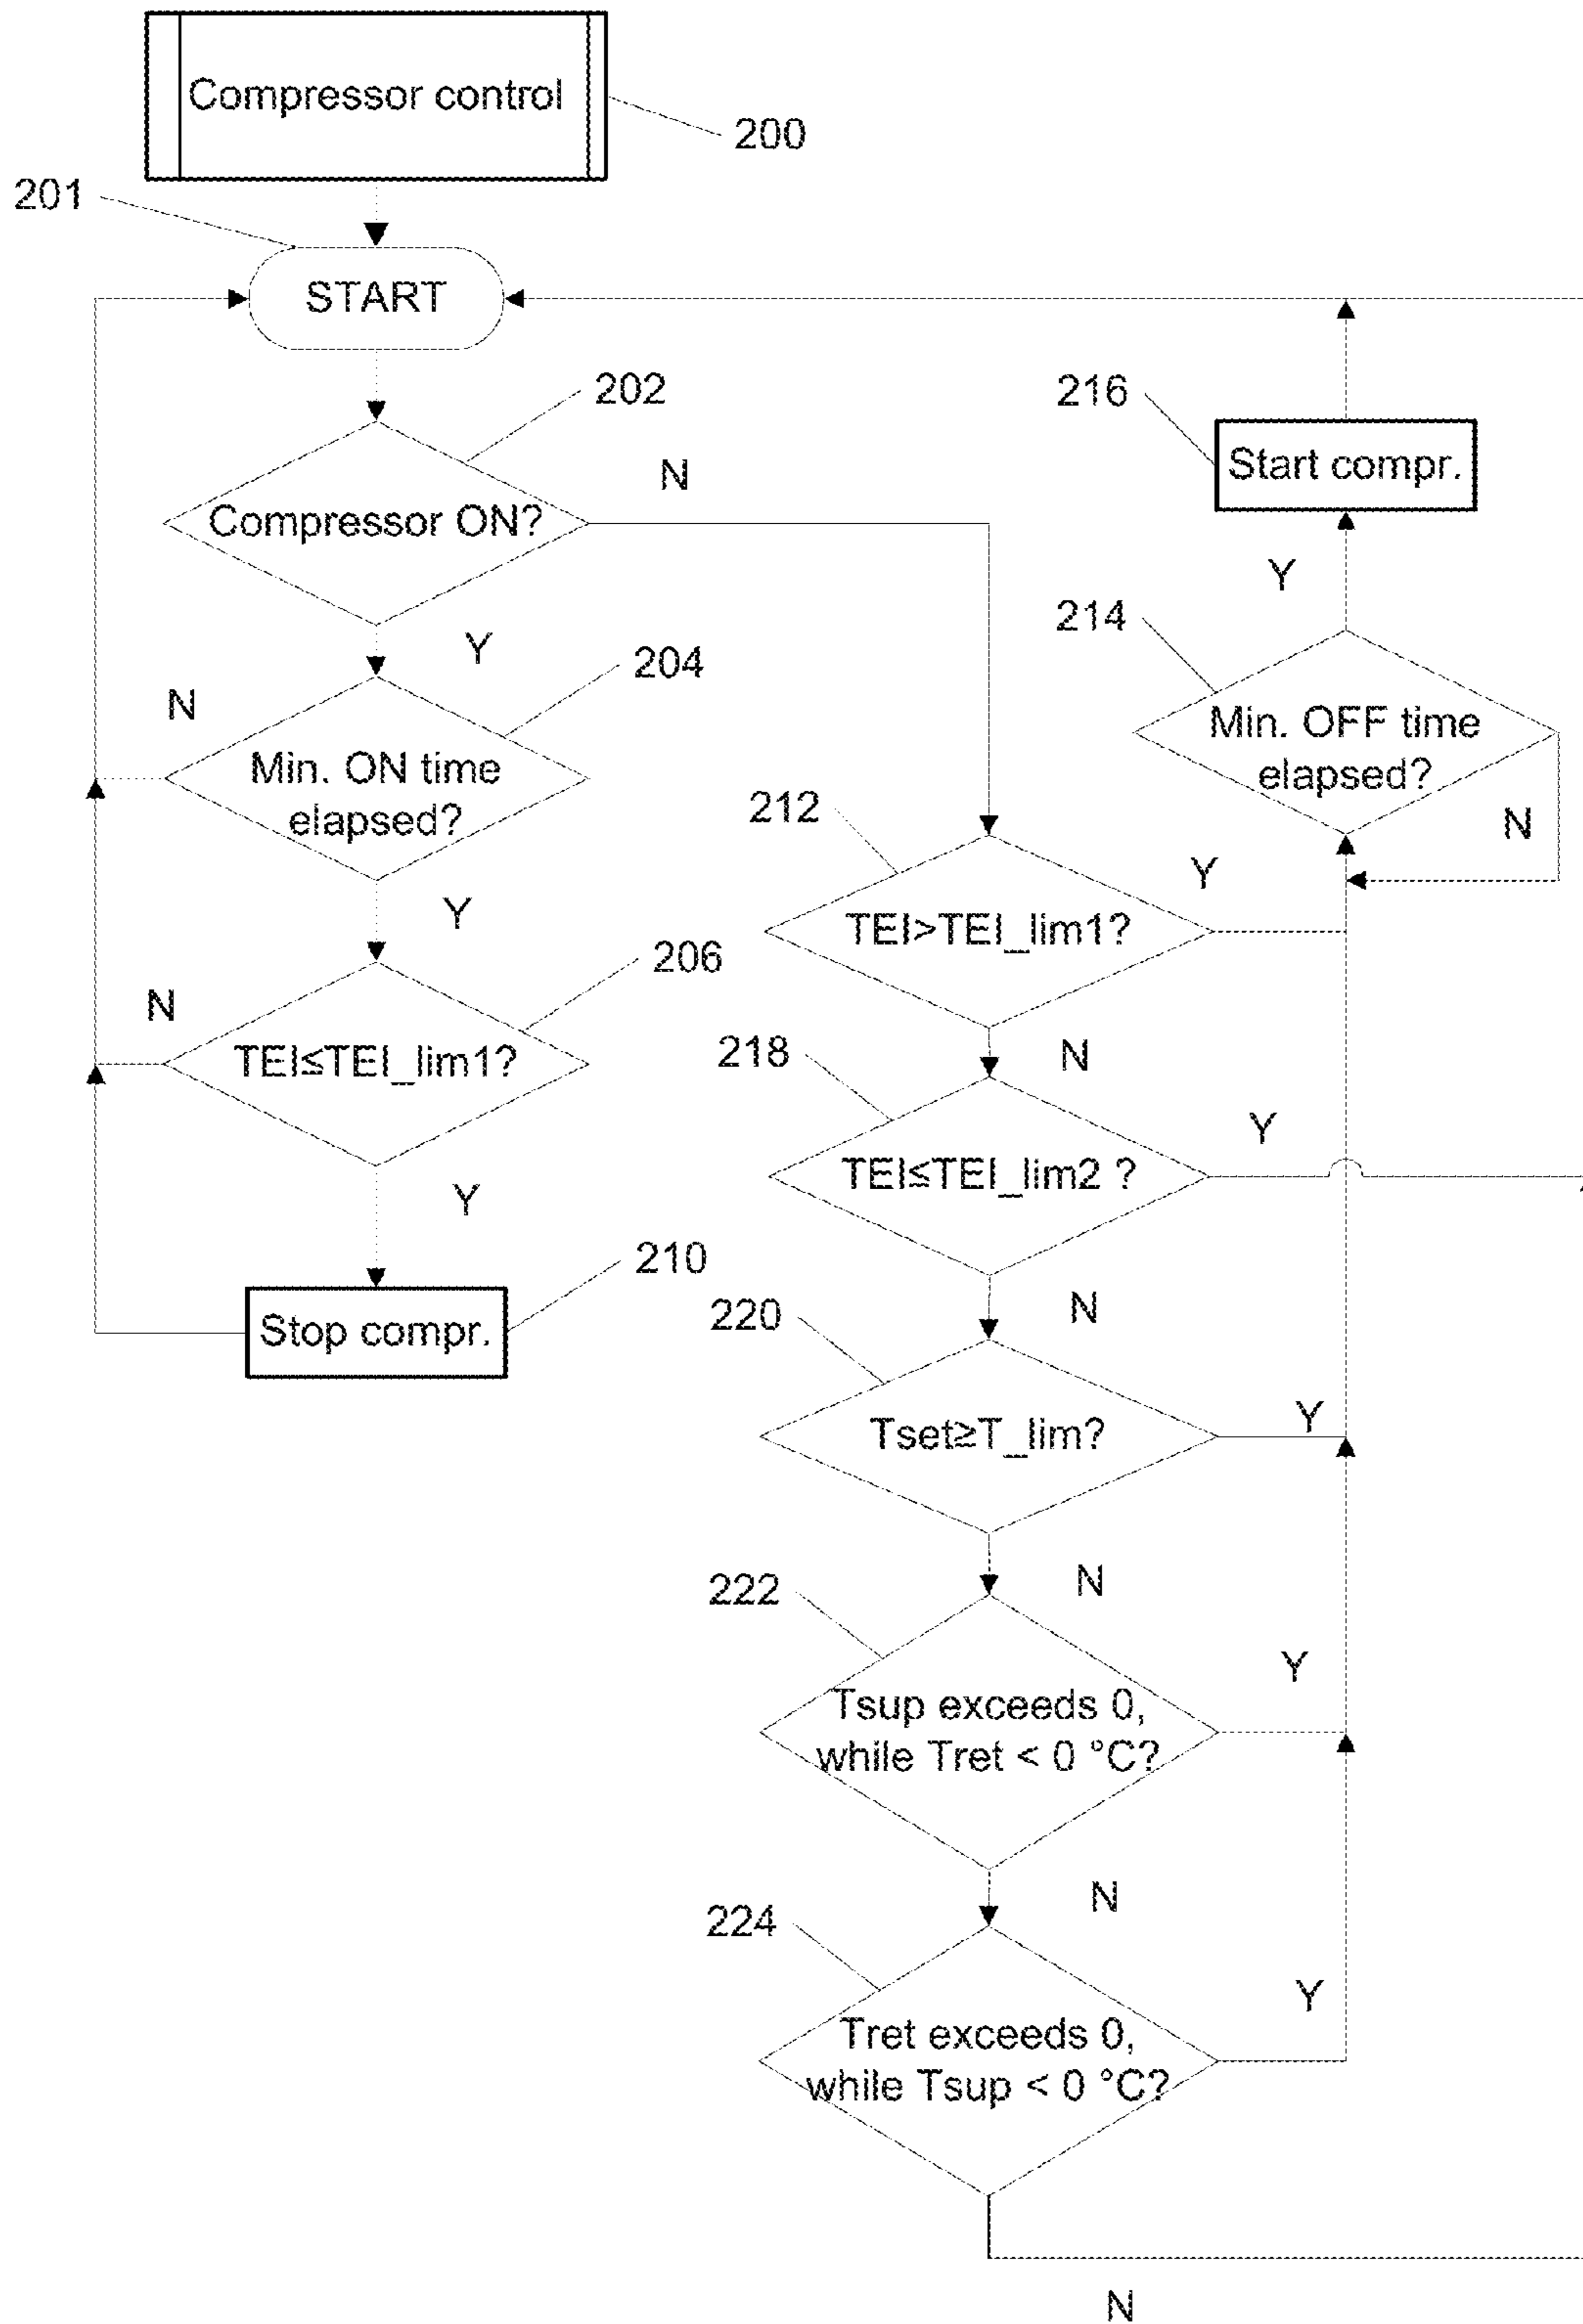 Compressor control
200
201
START
202
216
N
Compressor ON?
Start compr.
Y
Y
214
204
N
Min. ON time
elapsed?
Min. OFF time
elapsed?
212
N
Y
Y
206
TEI>TEI_lim1?
N
TEI≤TEI_lim1?
218
N
Y
Y
TEI≤TEI_lim2 ?
210
Stop compr.
220
N
Y
Tset≥T_lim?
222
N
Y
Tsup exceeds 0,
while Tret < 0 °C?
224
N
Y
Tret exceeds 0,
while Tsup < 0 °C?
N